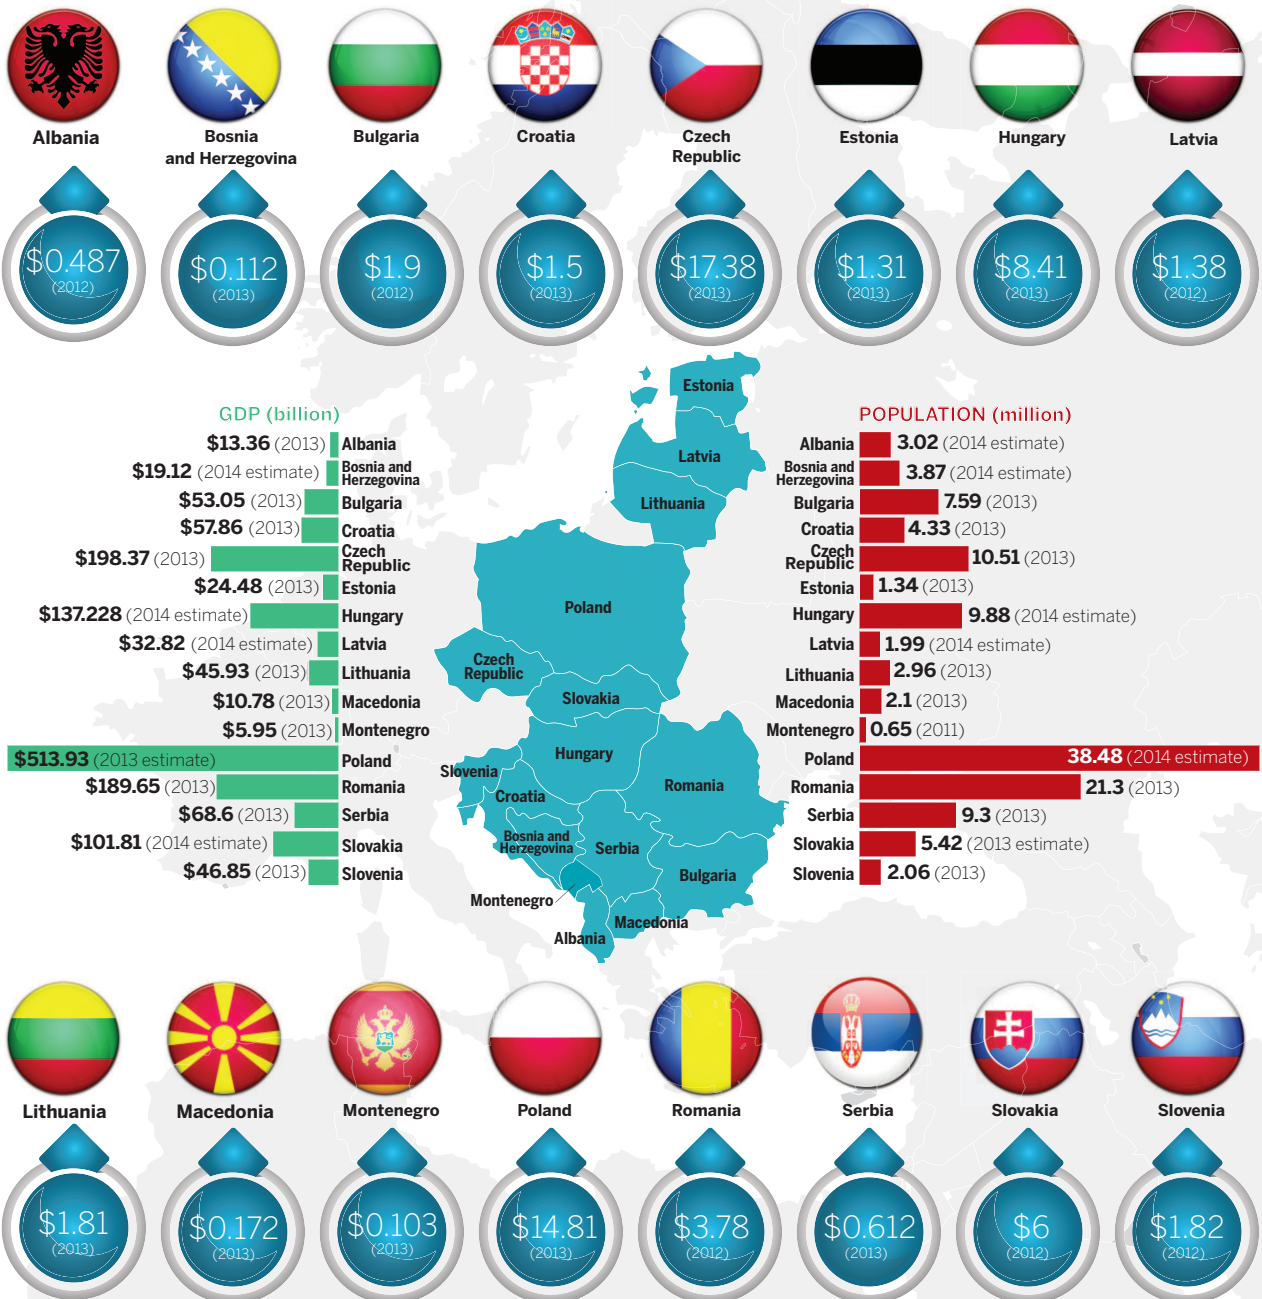 Albania
Bosnia
and Herzegovina
Bulgaria
Croatia
Czech
Republic
Estonia
Hungary
Latvia
$0.487
(2012)
$0.112
(2013)
$1.9
(2012)
$1.5
(2013)
$17.38
(2013)
$1.31
(2013)
$8.41
(2013)
$1.38
(2012)
GDP (billion)
$13.36 (2013) Albania
$19.12 (2014 estimate) Bosnia and
Herzegovina
$53.05 (2013) Bulgaria
$57.86 (2013) Croatia
$198.37 (2013) Czech
Republic
$24.48 (2013) Estonia
$137.228 (2014 estimate) Hungary
$32.82 (2014 estimate) Latvia
$45.93 (2013) Lithuania
$10.78 (2013) Macedonia
$5.95 (2013) Montenegro
$513.93 (2013 estimate) Poland
$189.65 (2013) Romania
$68.6 (2013) Serbia
$101.81 (2014 estimate) Slovakia
$46.85 (2013) Slovenia
Estonia
Latvia
Lithuania
Poland
Czech
Republic
Slovakia
Hungary
Slovenia
Romania
Croatia
Bosnia and
Herzegovina
Serbia
Bulgaria
Montenegro
Macedonia
Albania
POPULATION (million)
Albania 3.02 (2014 estimate)
Bosnia and
Herzegovina 3.87 (2014 estimate)
Bulgaria 7.59 (2013)
Croatia 4.33 (2013)
Czech
Republic 10.51 (2013)
Estonia 1.34 (2013)
Hungary 9.88 (2014 estimate)
Latvia 1.99 (2014 estimate)
Lithuania 2.96 (2013)
Macedonia 2.1 (2013)
Montenegro 0.65 (2011)
Poland 38.48 (2014 estimate)
Romania 21.3 (2013)
Serbia 9.3 (2013)
Slovakia 5.42 (2013 estimate)
Slovenia 2.06 (2013)
Lithuania
Macedonia
Montenegro
Poland
Romania
Serbia
Slovakia
Slovenia
$1.81
(2013)
$0.172
(2013)
$0.103
(2013)
$14.81
(2013)
$3.78
(2012)
$0.612
(2013)
$6
(2012)
$1.82
(2012)